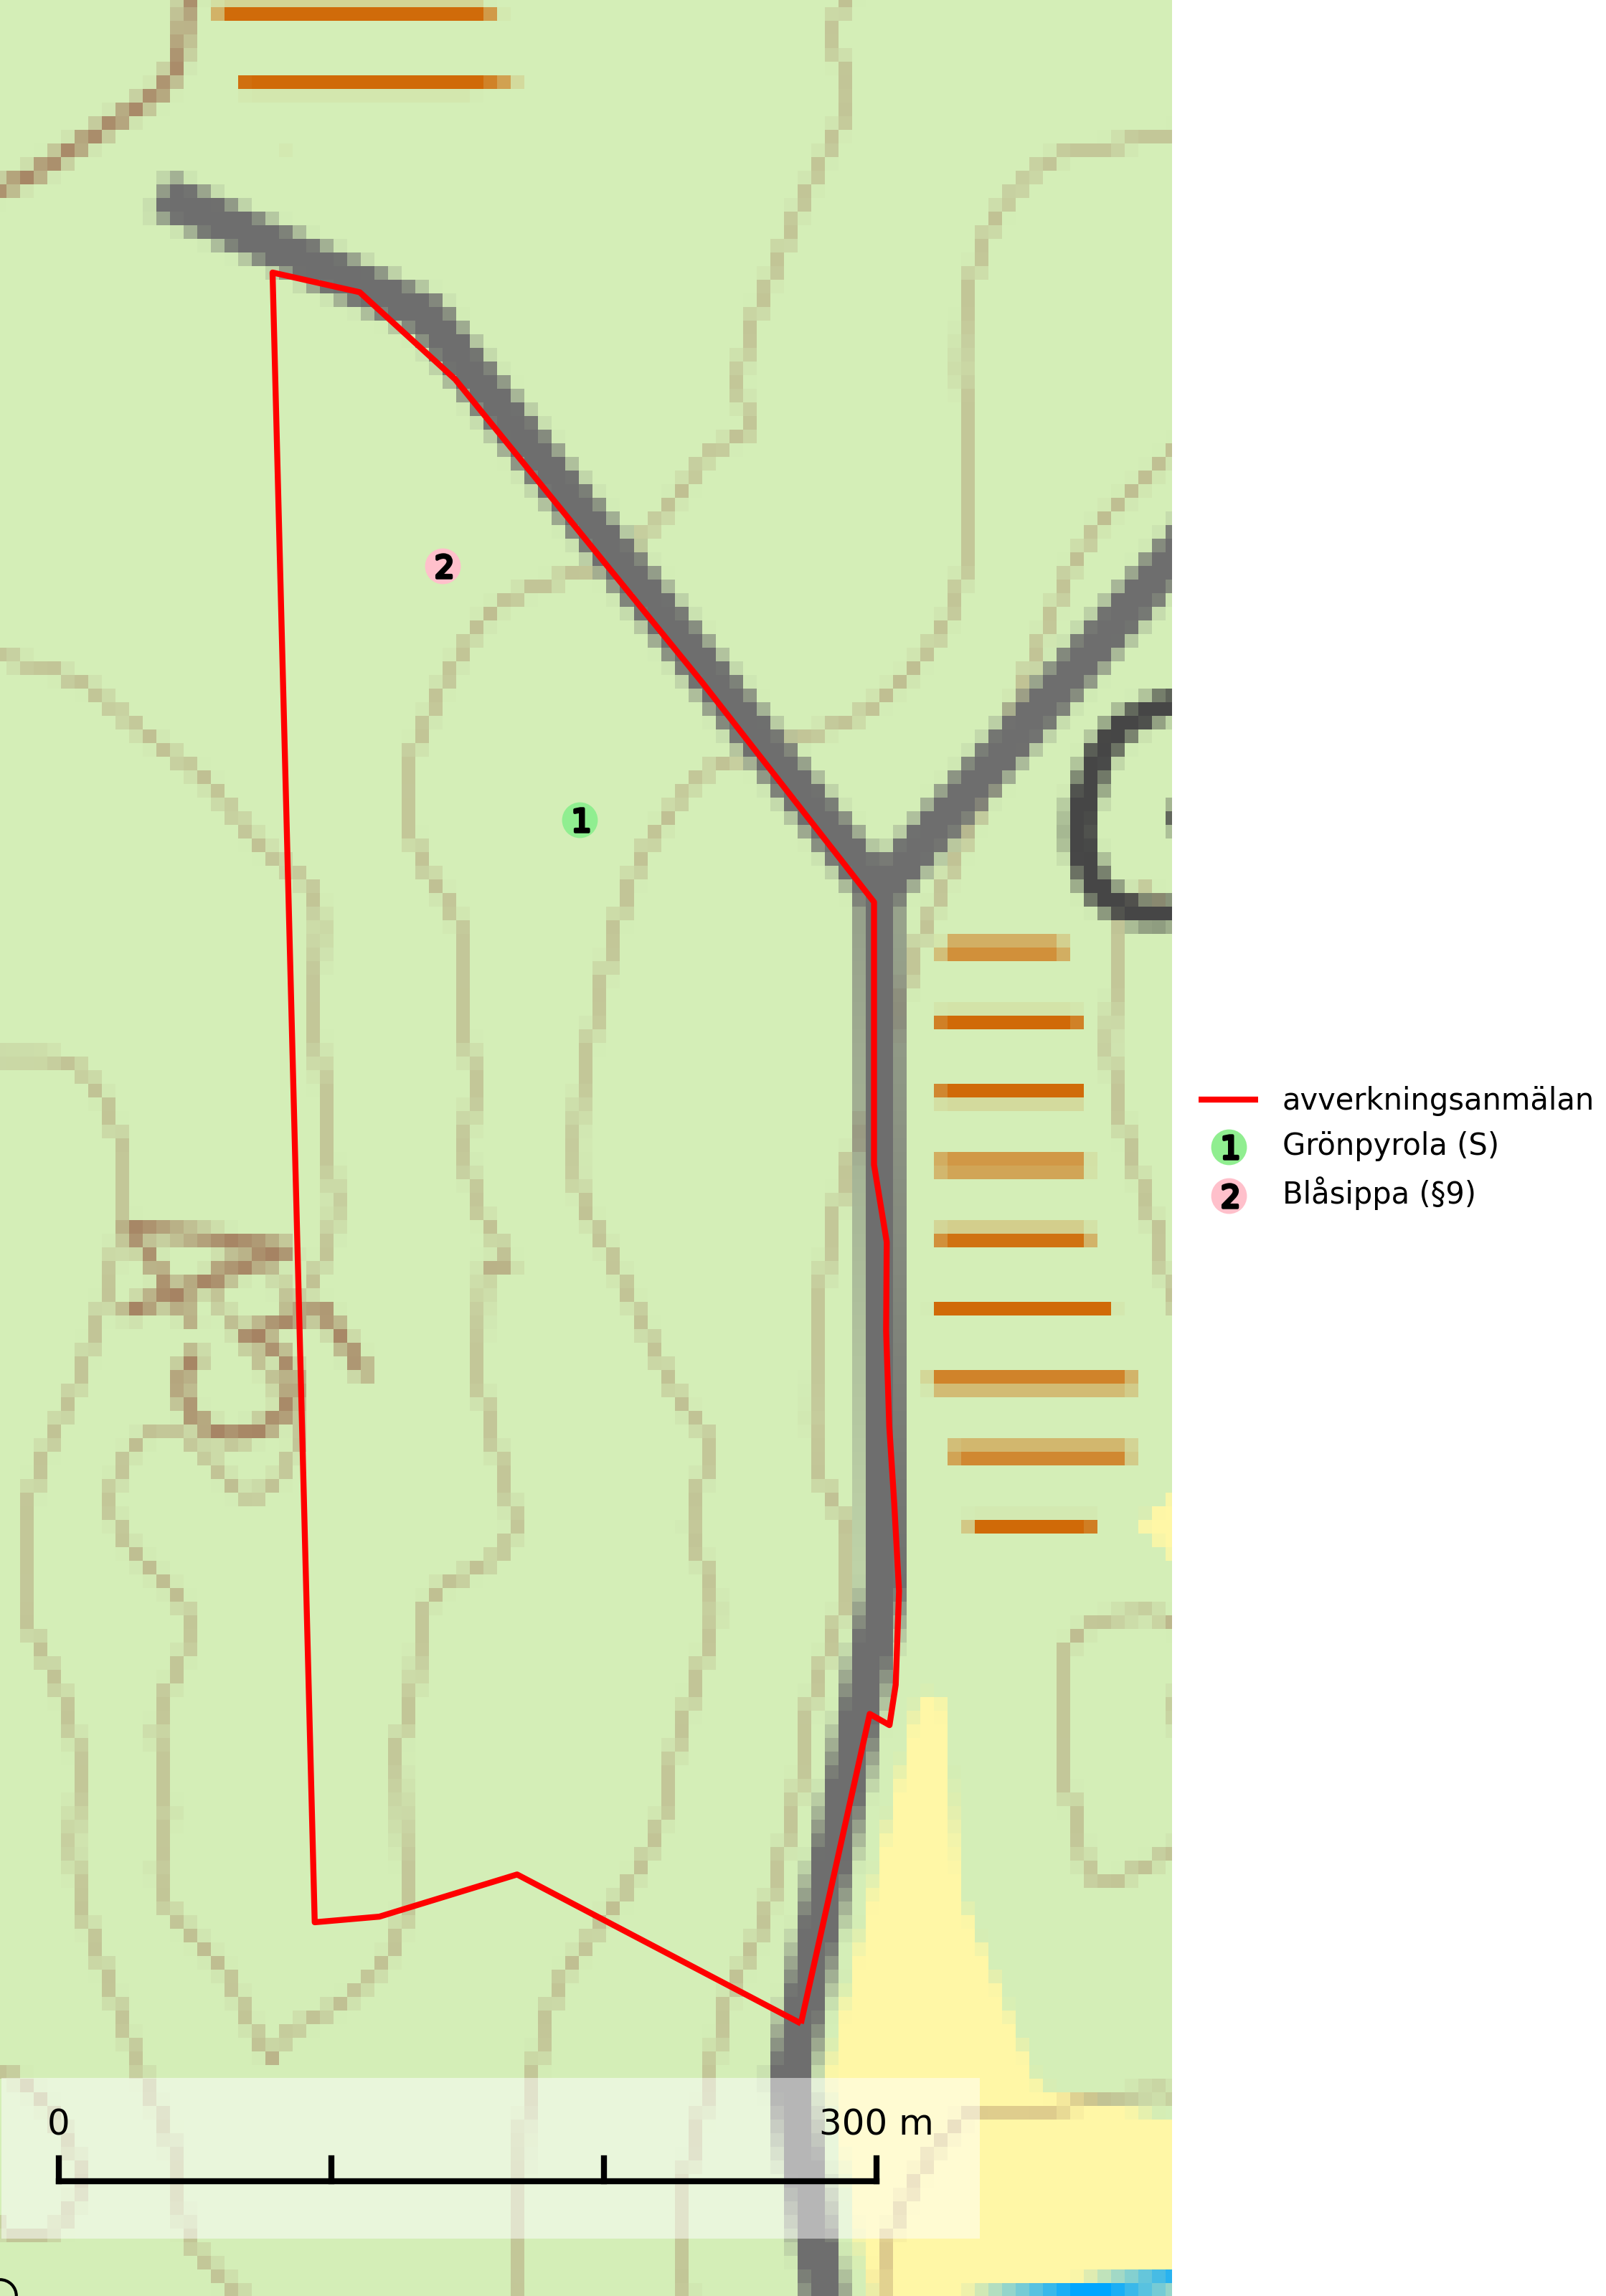 2
1
avverkningsanmälan
1 Grönpyrola (S)
2 Blåsippa (§9)
0 300 m